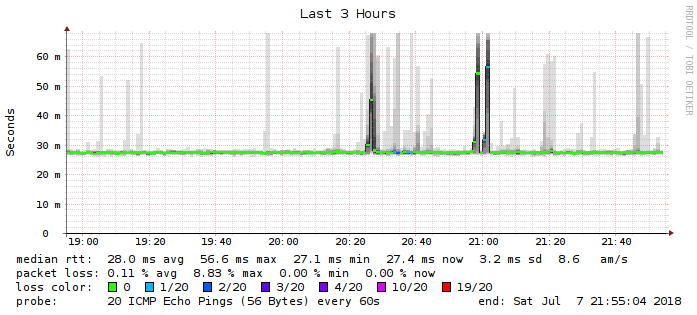 Last 3 Hours
RRDTOOL / TOBI OETIKER
Seconds
60 m
50 m
40 m
30 m
20 m
10 m
0
19:00 19:20 19:40 20:00 20:20 20:40 21:00 21:20 21:40
median rtt: 28.0 ms avg 56.6 ms max 27.1 ms min 27.4 ms now 3.2 ms sd 8.6 am/s
packet loss: 0.11 % avg 8.83 % max 0.00 % min 0.00 % now
loss color: 0 1/20 2/20 3/20 4/20 10/20 19/20
probe: 20 ICMP Echo Pings (56 Bytes) every 60s end: Sat Jul 7 21:55:04 2018